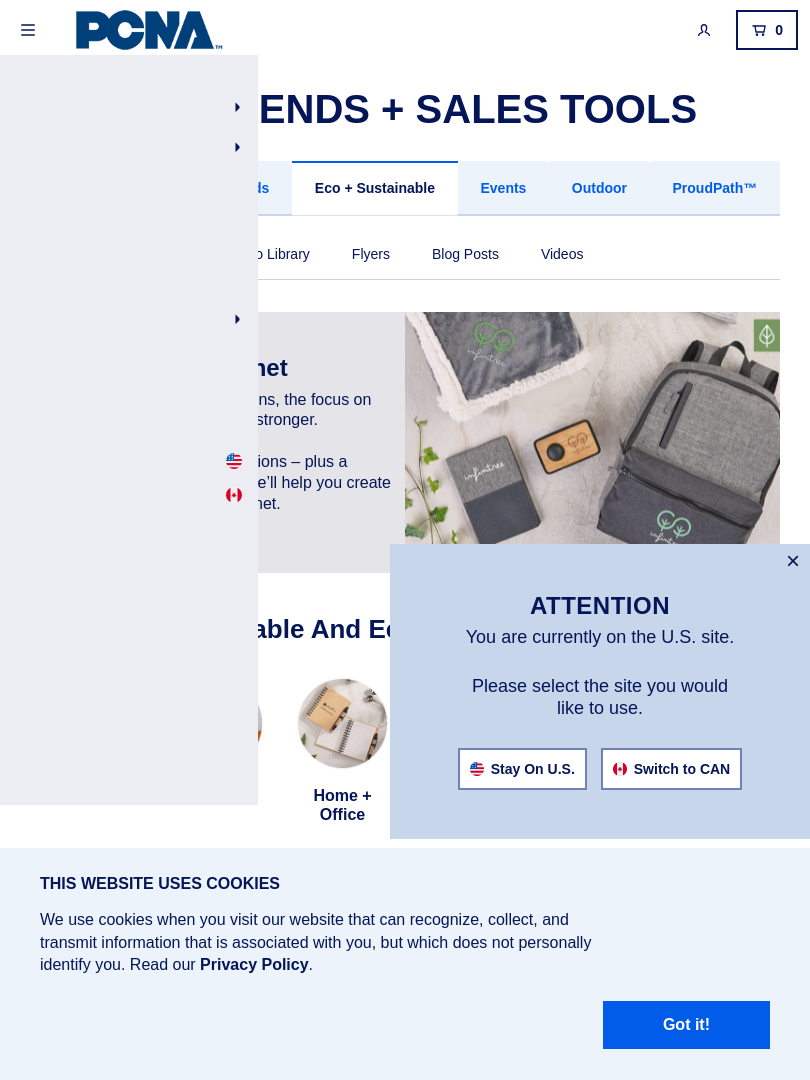 PCNA™
0
ENDS + SALES TOOLS
ds
Eco + Sustainable
Events
Outdoor
ProudPath™
o Library
Flyers
Blog Posts
Videos
net
ns, the focus on
stronger.
ions – plus a
e'll help you create
net.
infinitree
infinitree
infinitree
able And Ec
Home +
Office
ATTENTION
You are currently on the U.S. site.
Please select the site you would
like to use.
Stay On U.S.
Switch to CAN
THIS WEBSITE USES COOKIES
We use cookies when you visit our website that can recognize, collect, and
transmit information that is associated with you, but which does not personally
identify you. Read our Privacy Policy.
Got it!